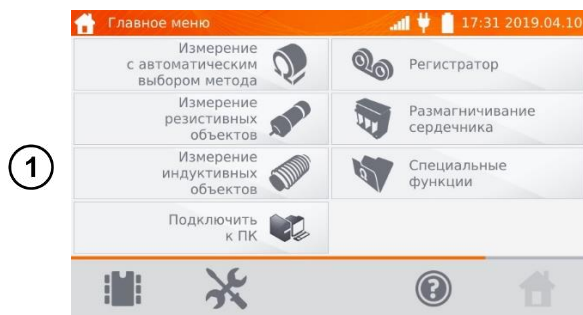 Главное меню 17:31 2019.04.10
Измерение
с автоматическим
выбором метода
Регистратор
Измерение
резистивных
объектов
Размагничивание
сердечника
1
Измерение
индуктивных
объектов
Специальные
функции
Подключить
к ПК